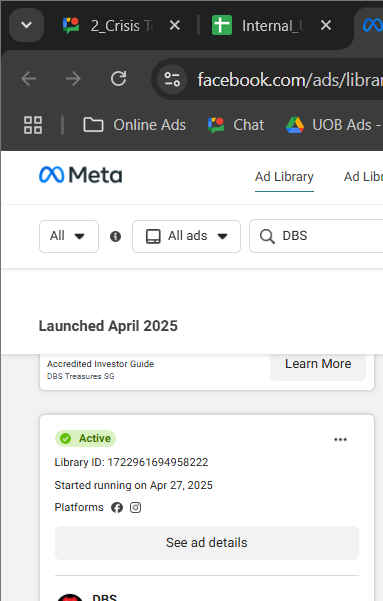 2_Crisis Te
Internal_
facebook.com/ads/librar
Online Ads
Chat
UOB Ads -
Meta
Ad Library
Ad Libr
All
All ads
DBS
Launched April 2025
Accredited Investor Guide
DBS Treasures SG
Learn More
Active
Library ID: 1722961694958222
Started running on Apr 27, 2025
Platforms
See ad details
DBS